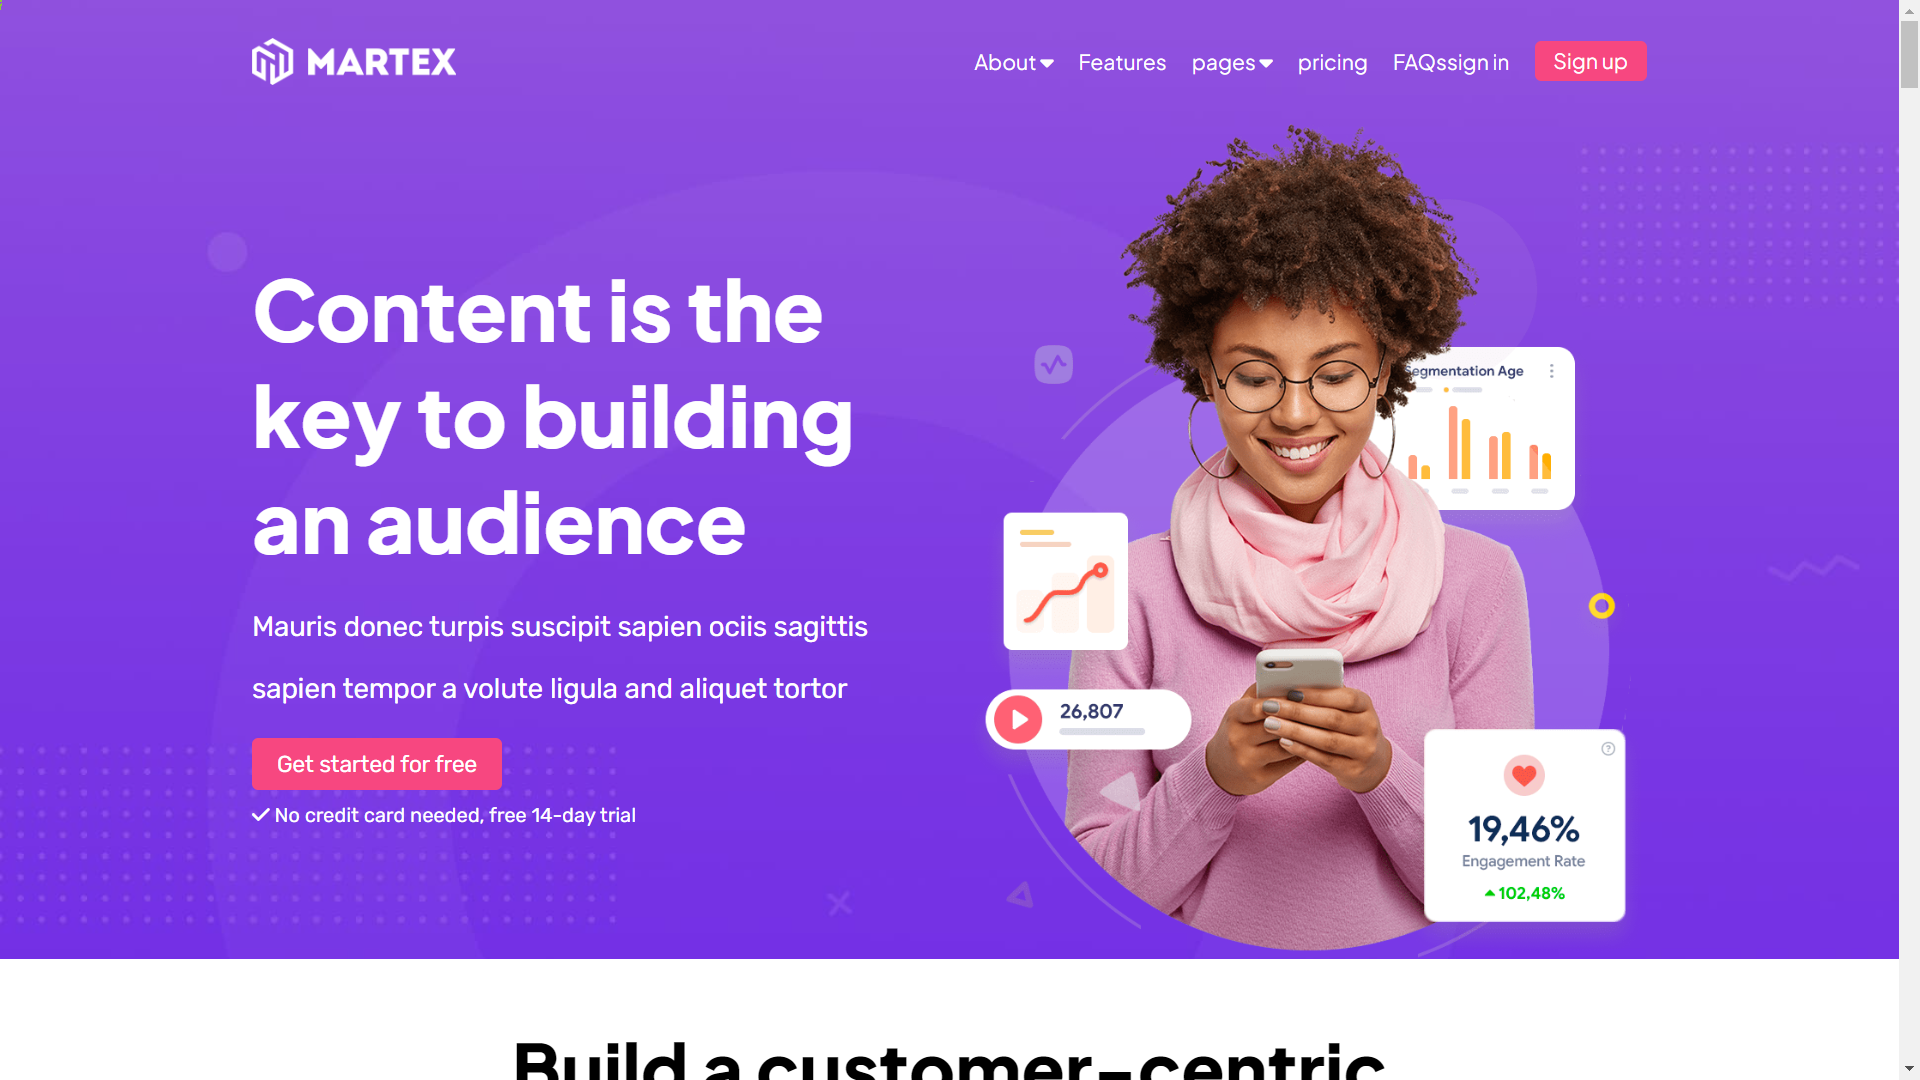 MARTEX
About Features pages pricing FAQs sign in Sign up
Content is the
key to building
an audience
Mauris donec turpis suscipit sapien ociis sagittis
sapien tempor a volute ligula and aliquet tortor
Get started for free
No credit card needed, free 14-day trial
egmentation Age
26,807
19,46%
Engagement Rate
102,48%
Build a customer-centric